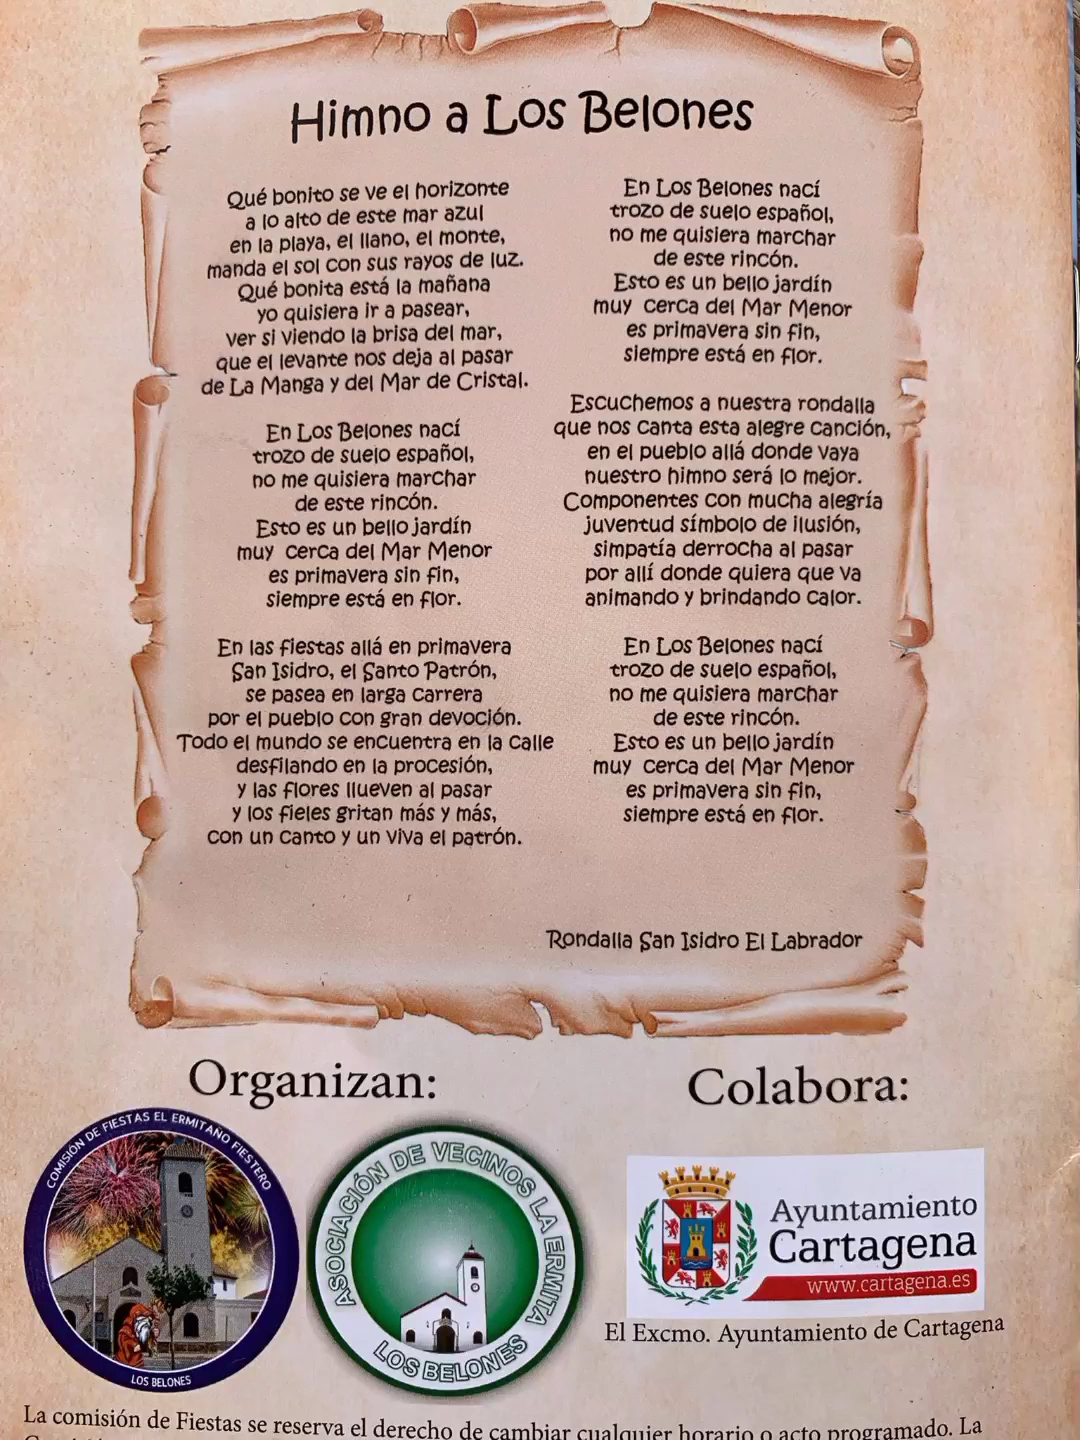 Himno a Los Belones
Qué bonito se ve el horizonte
a lo alto de este mar azul
en la playa, el llano, el monte,
manda el sol con sus rayos de luz.
Qué bonita está la mañana
yo quisiera ir a pasear,
ver si viendo la brisa del mar,
que el levante nos deja al pasar
de La Manga y del Mar de Cristal.
En Los Belones nací
trozo de suelo español,
no me quisiera marchar
de este rincón.
Esto es un bello jardín
muy cerca del Mar Menor
es primavera sin fin,
siempre está en flor.
En las fiestas allá en primavera
San Isidro, el Santo Patrón,
se pasea en larga carrera
por el pueblo con gran devoción.
Todo el mundo se encuentra en la calle
desfilando en la procesión,
y las flores llueven al pasar
y los fieles gritan más y más,
con un canto y un viva el patrón.
En Los Belones nací
trozo de suelo español,
no me quisiera marchar
de este rincón.
Esto es un bello jardín
muy cerca del Mar Menor
es primavera sin fin,
siempre está en flor.
Escuchemos a nuestra rondalla
que nos canta esta alegre canción,
en el pueblo allá donde vaya
nuestro himno será lo mejor.
Componentes con mucha alegría
juventud símbolo de ilusión,
simpatía derrocha al pasar
por allí donde quiera que va
animando y brindando calor.
En Los Belones nací
trozo de suelo español,
no me quisiera marchar
de este rincón.
Esto es un bello jardín
muy cerca del Mar Menor
es primavera sin fin,
siempre está en flor.
Rondalla San Isidro El Labrador
Organizan:
COMISIÓN DE FIESTAS EL ERMITAÑO FIESTERO
LOS BELONES
ASOCIACIÓN DE VECINOS LA ERMITA
LOS BELONES
Colabora:
Ayuntamiento
Cartagena
www.cartagena.es
El Excmo. Ayuntamiento de Cartagena
La comisión de Fiestas se reserva el derecho de cambiar cualquier horario o acto programado. La